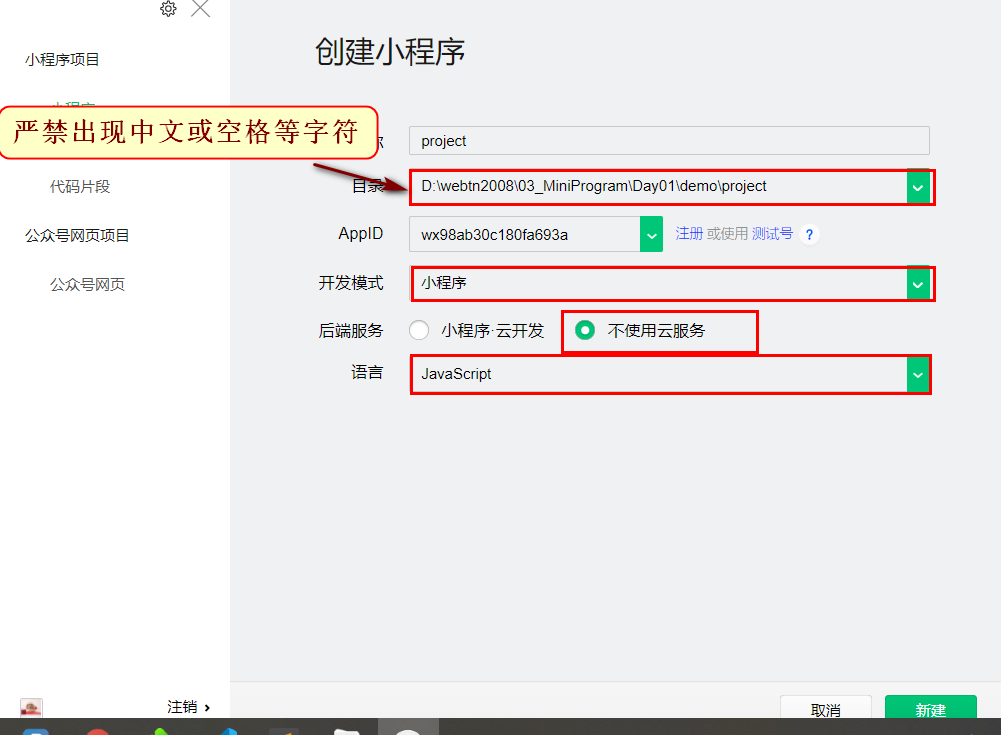 小程序项目
创建小程序
小程序
严禁出现中文或空格等字符
project
代码片段
目录
D:\webtn2008\03_MiniProgram\Day01\demo\project
公众号网页项目
AppID
wx98ab30c180fa693a
注册 或使用 测试号 ?
公众号网页
开发模式
小程序
后端服务
小程序·云开发
不使用云服务
语言
JavaScript
注销 ›
取消
新建